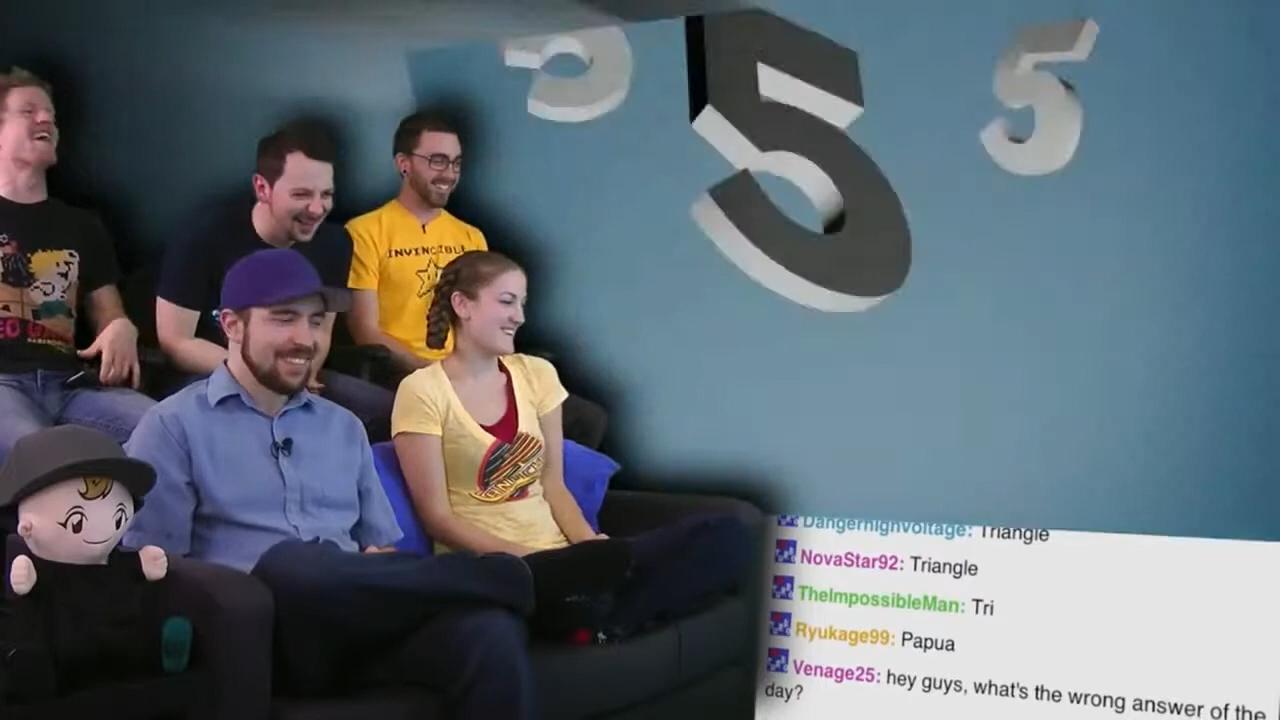 5
5
5
INVINCIBLE
Dangerhighvoltage: Triangle
NovaStar92: Triangle
TheImpossibleMan: Tri
Ryukage99: Papua
Venage25: hey guys, what's the wrong answer of the
day?